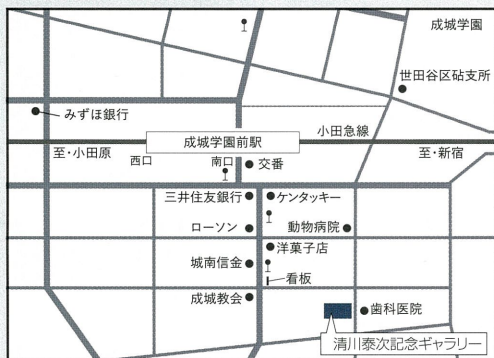 成城学園
世田谷区砧支所
みずほ銀行
小田急線
成城学園前駅
至・小田原
西口
南口
交番
至・新宿
三井住友銀行
ケンタッキー
ローソン
動物病院
洋菓子店
城南信金
看板
成城教会
歯科医院
清川泰次記念ギャラリー